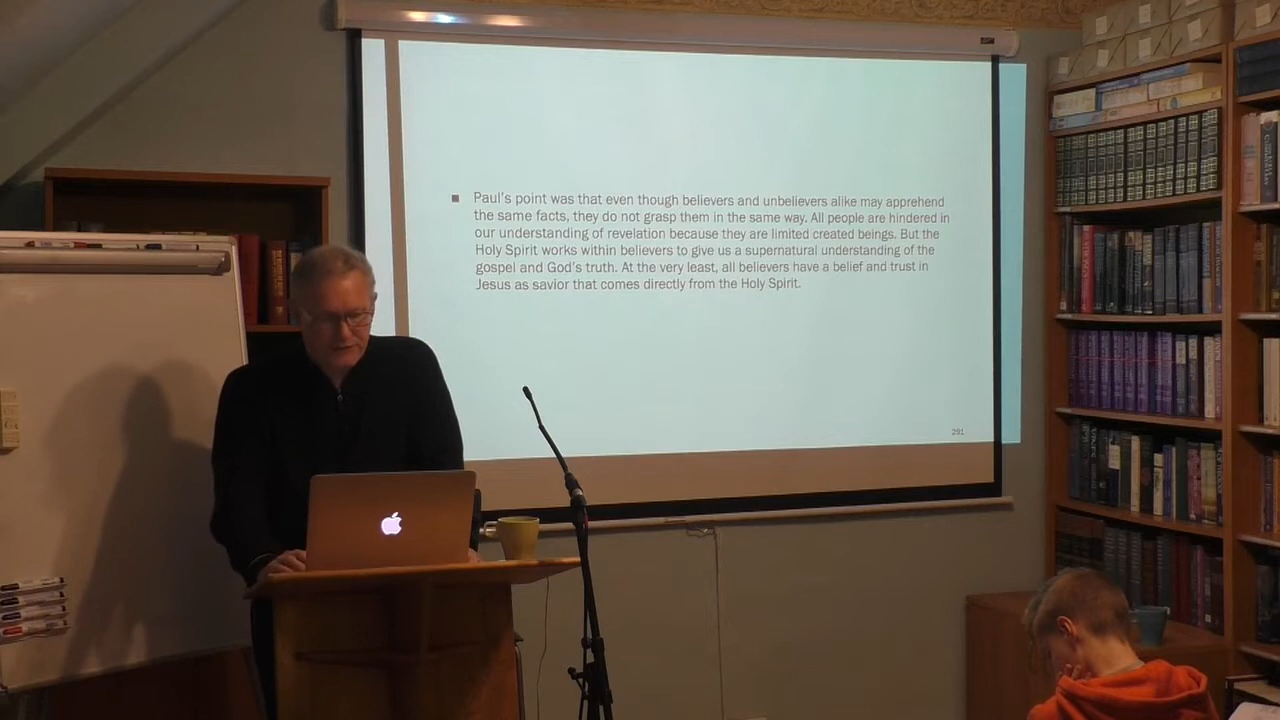 ■ Paul's point was that even though believers and unbelievers alike may apprehend
the same facts, they do not grasp them in the same way. All people are hindered in
our understanding of revelation because they are limited created beings. But the
Holy Spirit works within believers to give us a supernatural understanding of the
gospel and God's truth. At the very least, all believers have a belief and trust in
Jesus as savior that comes directly from the Holy Spirit.
291